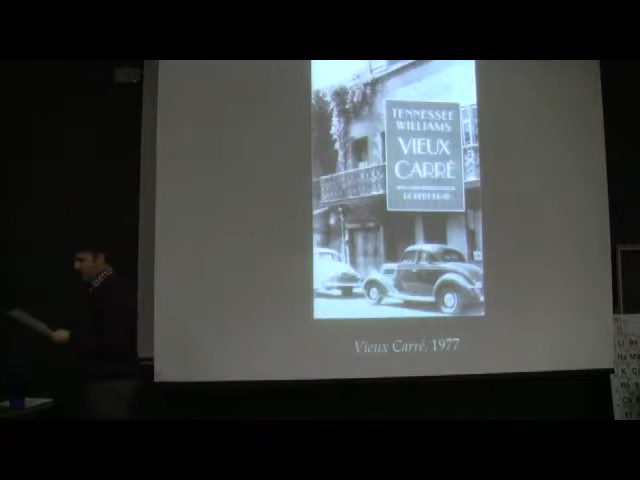 TENNESSEE
WILLIAMS
VIEUX
CARRÉ
Vieux Carré, 1977